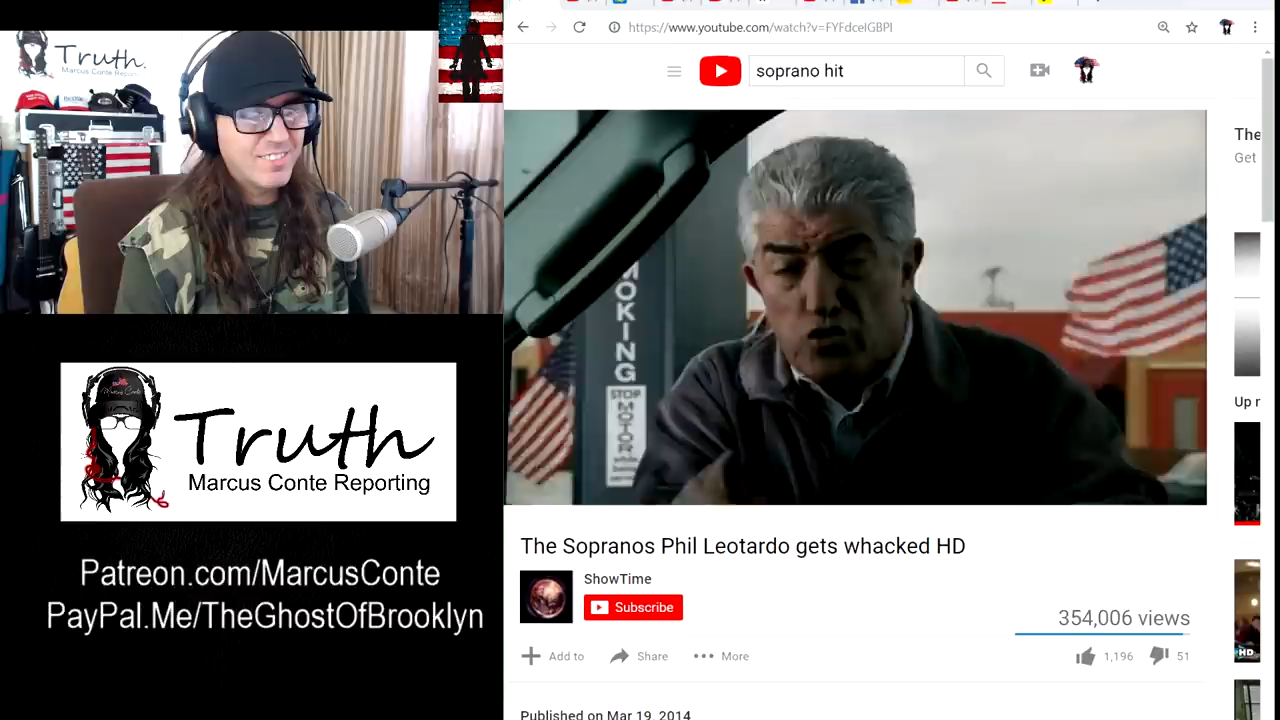 Truth.
Marcus Conte Repor
https://www.youtube.com/watch?v=FYFdceIGBPI
soprano hit
The
Get
MOKING
STOP
MOTOR
Truth
Marcus Conte Reporting
Patreon.com/MarcusConte
PayPal.Me/TheGhostOfBrooklyn
The Sopranos Phil Leotardo gets whacked HD
ShowTime
Subscribe
354,006 views
Add to
Share
More
1,196
51
Up n
HD
Published on Mar 19, 2014